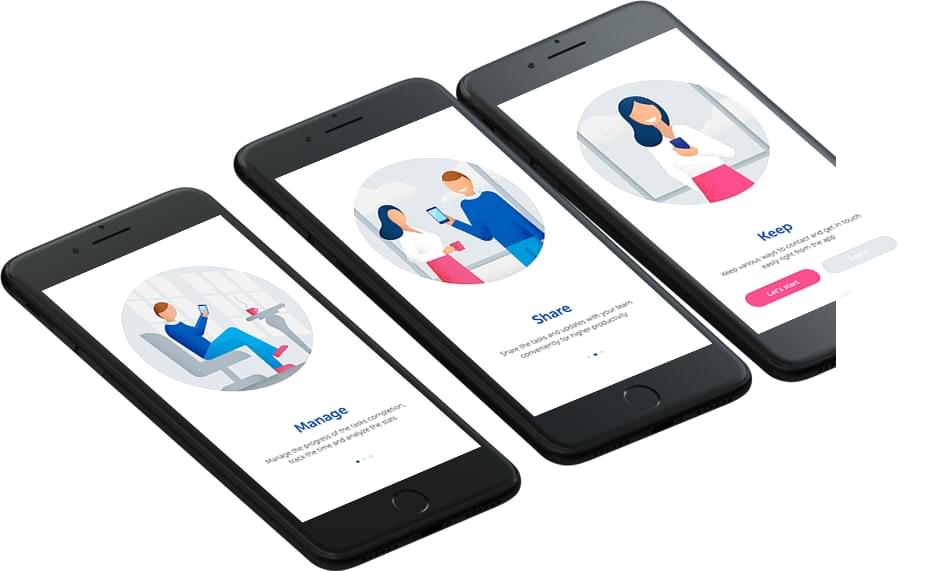 Manage
Manage the progress of the tasks completion,
track the time and analyze the stats
Share
Share the tasks and updates with your team
conveniently for higher productivity
Keep
Keep various ways to contact and get in touch
easily right from the app
Let's start
Log in